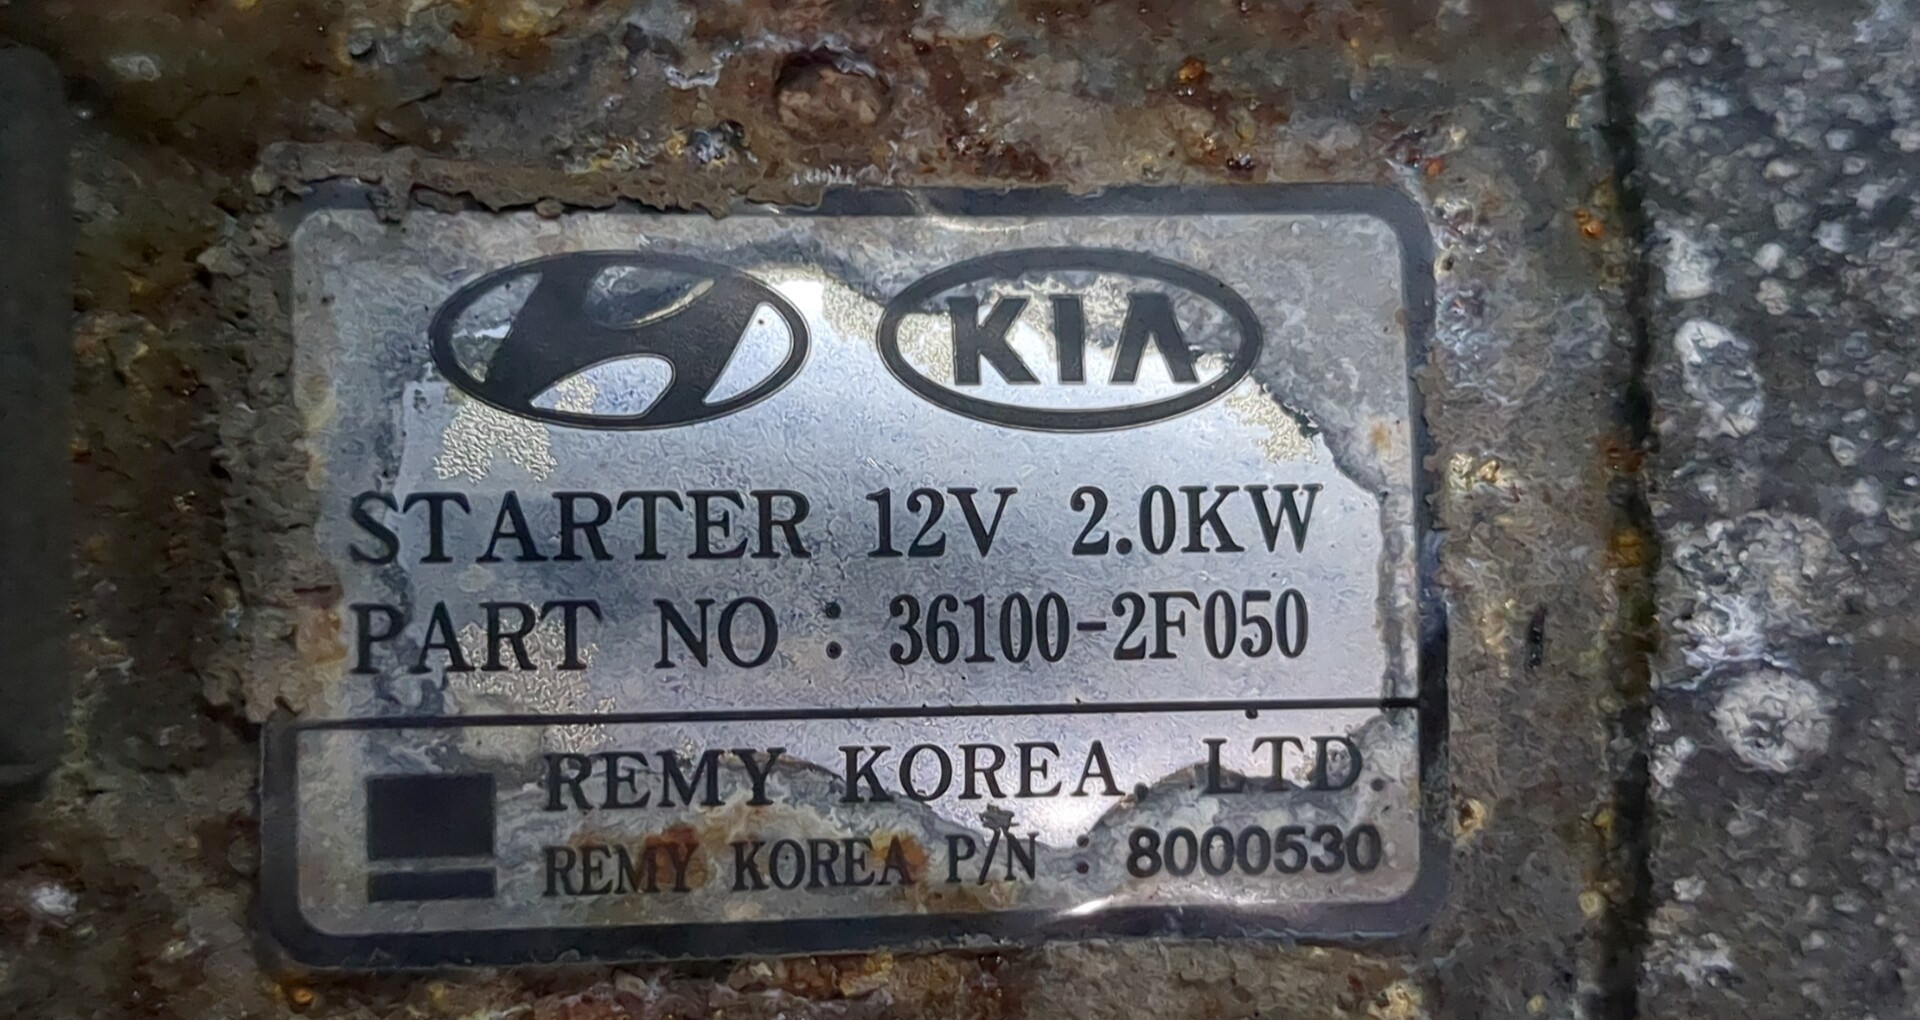 KIA
STARTER 12V 2.0KW
PART NO : 36100-2F050
REMY KOREA, LTD.
REMY KOREA P/N : 8000530